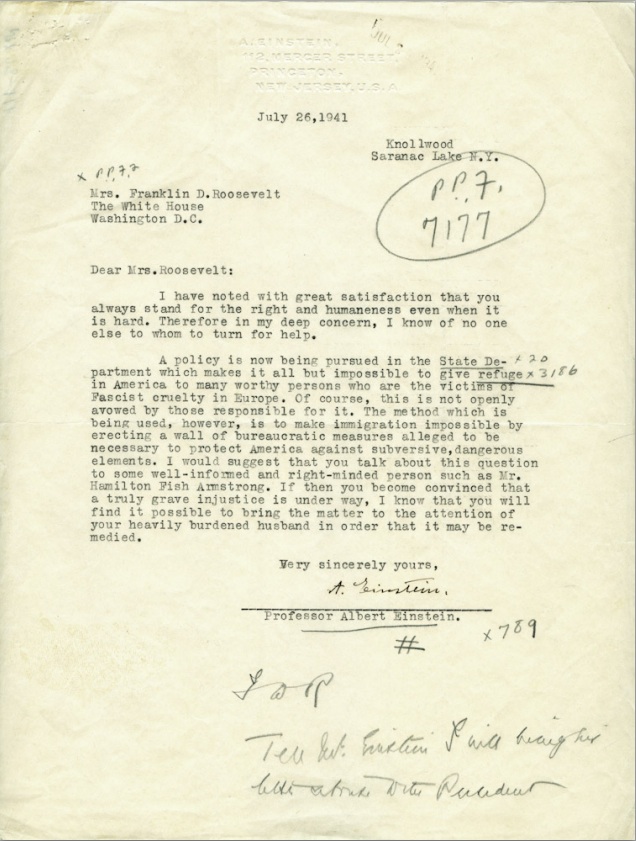 A. EINSTEIN,
112, MERCER STREET,
PRINCETON,
NEW JERSEY, U.S.A.
July 26,1941
Knollwood
Saranac Lake N.Y.
x P.P.F.7
P.P.F.
7177
Mrs. Franklin D.Roosevelt
The White House
Washington D.C.
Dear Mrs.Roosevelt:
I have noted with great satisfaction that you
always stand for the right and humaneness even when it
is hard. Therefore in my deep concern, I know of no one
else to whom to turn for help.
A policy is now being pursued in the State De- x 20
partment which makes it all but impossible to give refuge x 3186
in America to many worthy persons who are the victims of
Fascist cruelty in Europe. Of course, this is not openly
avowed by those responsible for it. The method which is
being used, however, is to make immigration impossible by
erecting a wall of bureaucratic measures alleged to be
necessary to protect America against subversive,dangerous
elements. I would suggest that you talk about this question
to some well-informed and right-minded person such as Mr.
Hamilton Fish Armstrong. If then you become convinced that
a truly grave injustice is under way, I know that you will
find it possible to bring the matter to the attention of
your heavily burdened husband in order that it may be re-
medied.
Very sincerely yours,
A. Einstein.
Professor Albert Einstein.
x789
#
Tell Mr. Einstein I will bring his
letter President